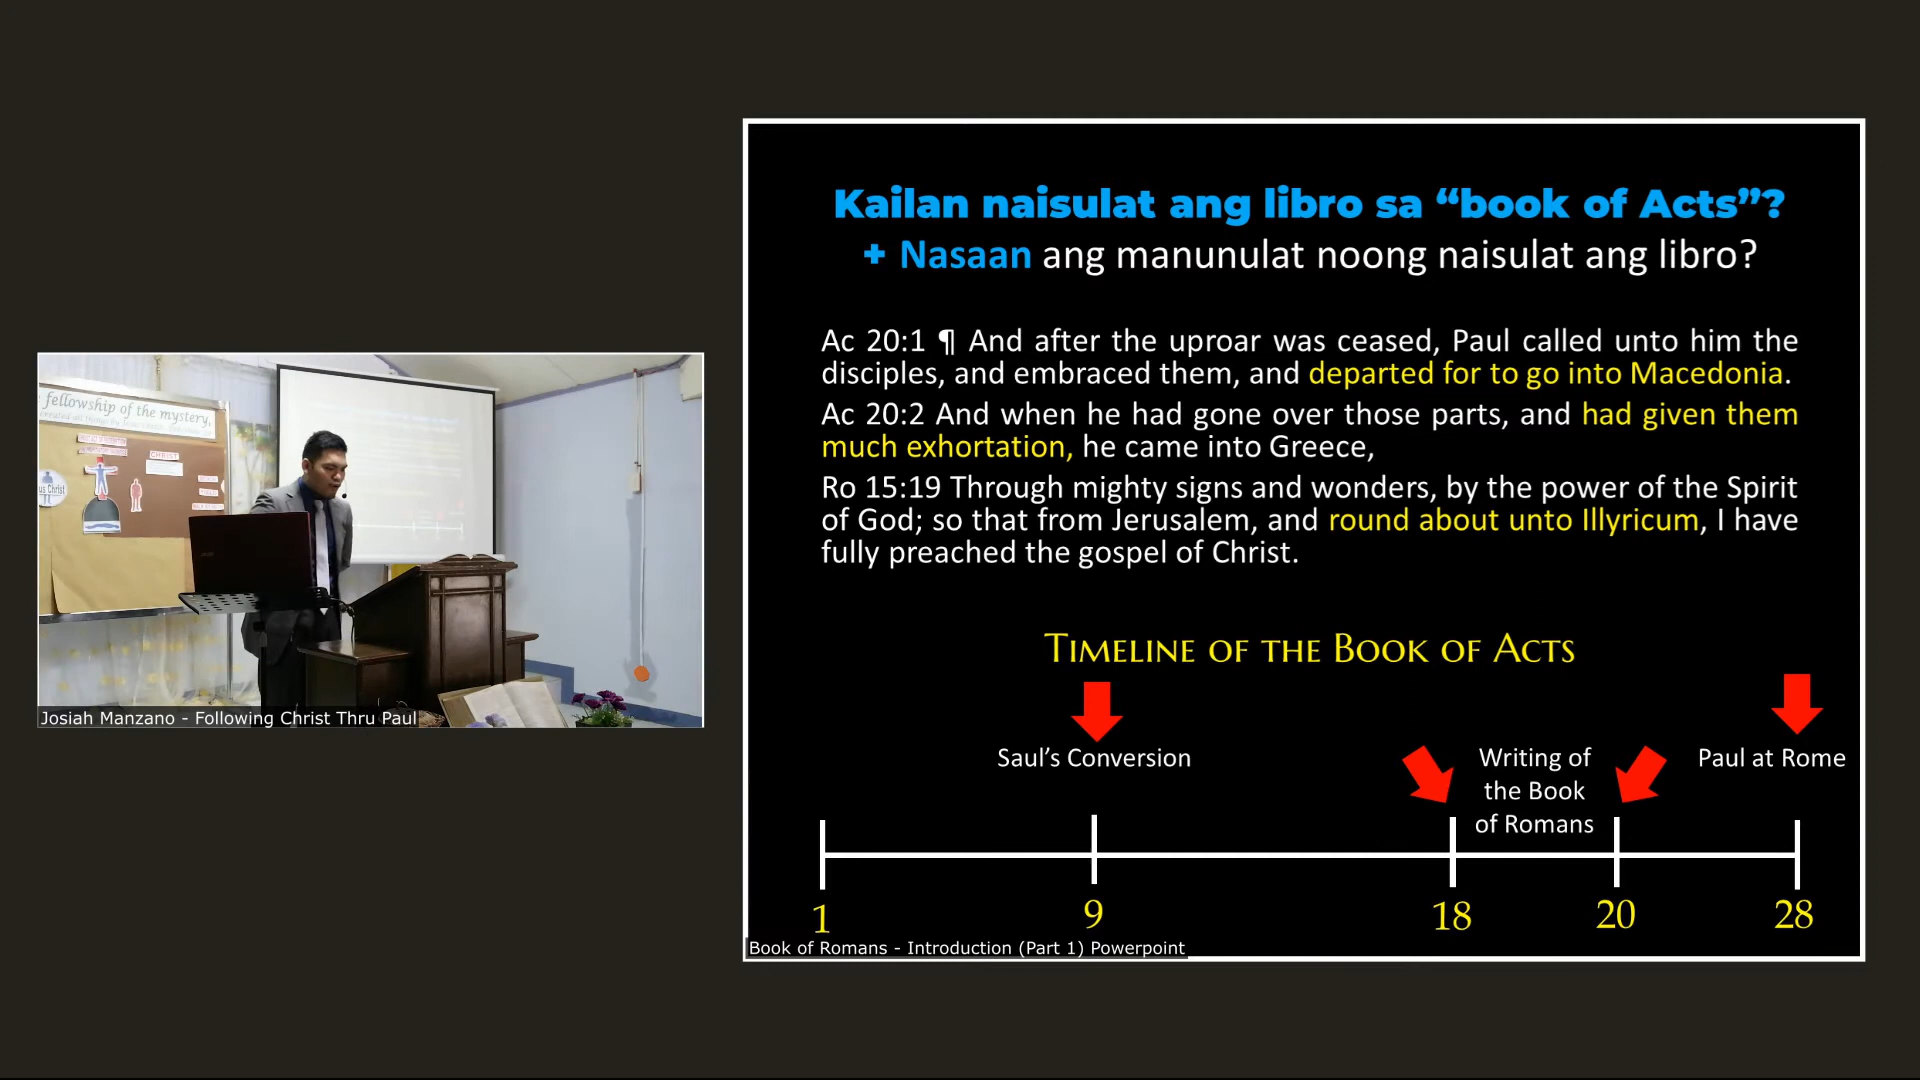 Kailan naisulat ang libro sa “book of Acts”?
+ Nasaan ang manunulat noong naisulat ang libro?
Ac 20:1 ¶ And after the uproar was ceased, Paul called unto him the
disciples, and embraced them, and departed for to go into Macedonia.
Ac 20:2 And when he had gone over those parts, and had given them
much exhortation, he came into Greece,
Ro 15:19 Through mighty signs and wonders, by the power of the Spirit
of God; so that from Jerusalem, and round about unto Illyricum, I have
fully preached the gospel of Christ.
Timeline of the Book of Acts
Saul’s Conversion
Writing of
the Book
of Romans
Paul at Rome
1 9 18 20 28
Book of Romans - Introduction (Part 1) Powerpoint
fellowship of the mystery,
CHRIST
us Christ
Josiah Manzano - Following Christ Thru Paul